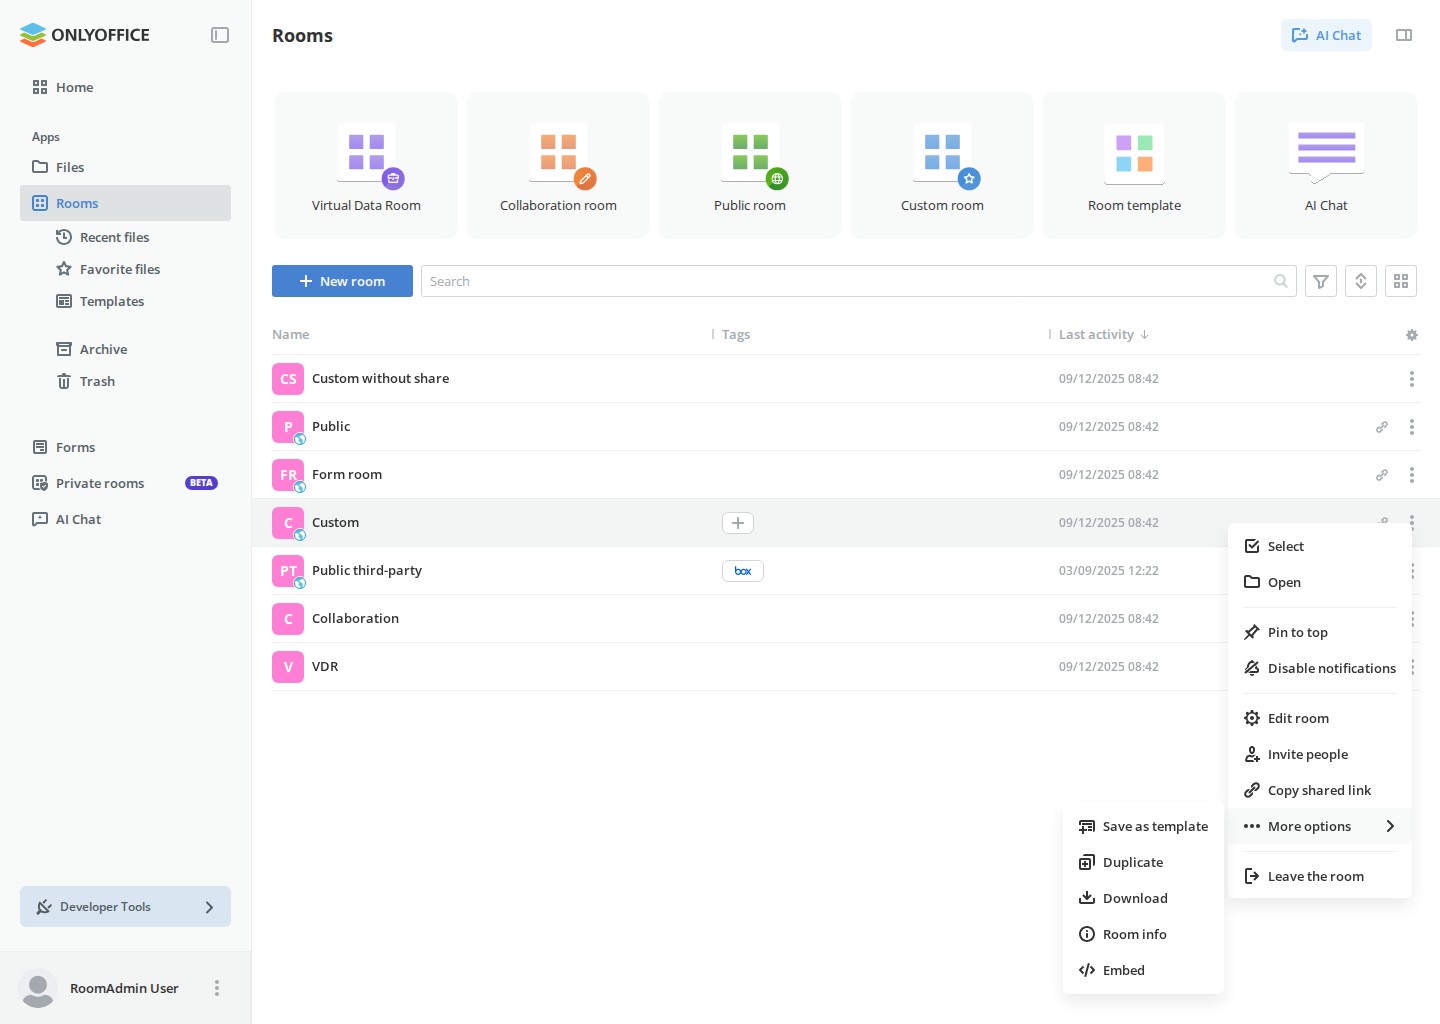 ONLYOFFICE
Home
Apps
Files
Rooms
Recent files
Favorite files
Templates
Archive
Trash
Forms
Private rooms BETA
AI Chat
Developer Tools
RoomAdmin User
Rooms
AI Chat
Virtual Data Room
Collaboration room
Public room
Custom room
Room template
AI Chat
New room
Search
Name Tags Last activity
CS Custom without share 09/12/2025 08:42
P Public 09/12/2025 08:42
FR Form room 09/12/2025 08:42
C Custom 09/12/2025 08:42
PT Public third-party box 03/09/2025 12:22
C Collaboration 09/12/2025 08:42
V VDR 09/12/2025 08:42
Select
Open
Pin to top
Disable notifications
Edit room
Invite people
Copy shared link
More options
Leave the room
Save as template
Duplicate
Download
Room info
Embed